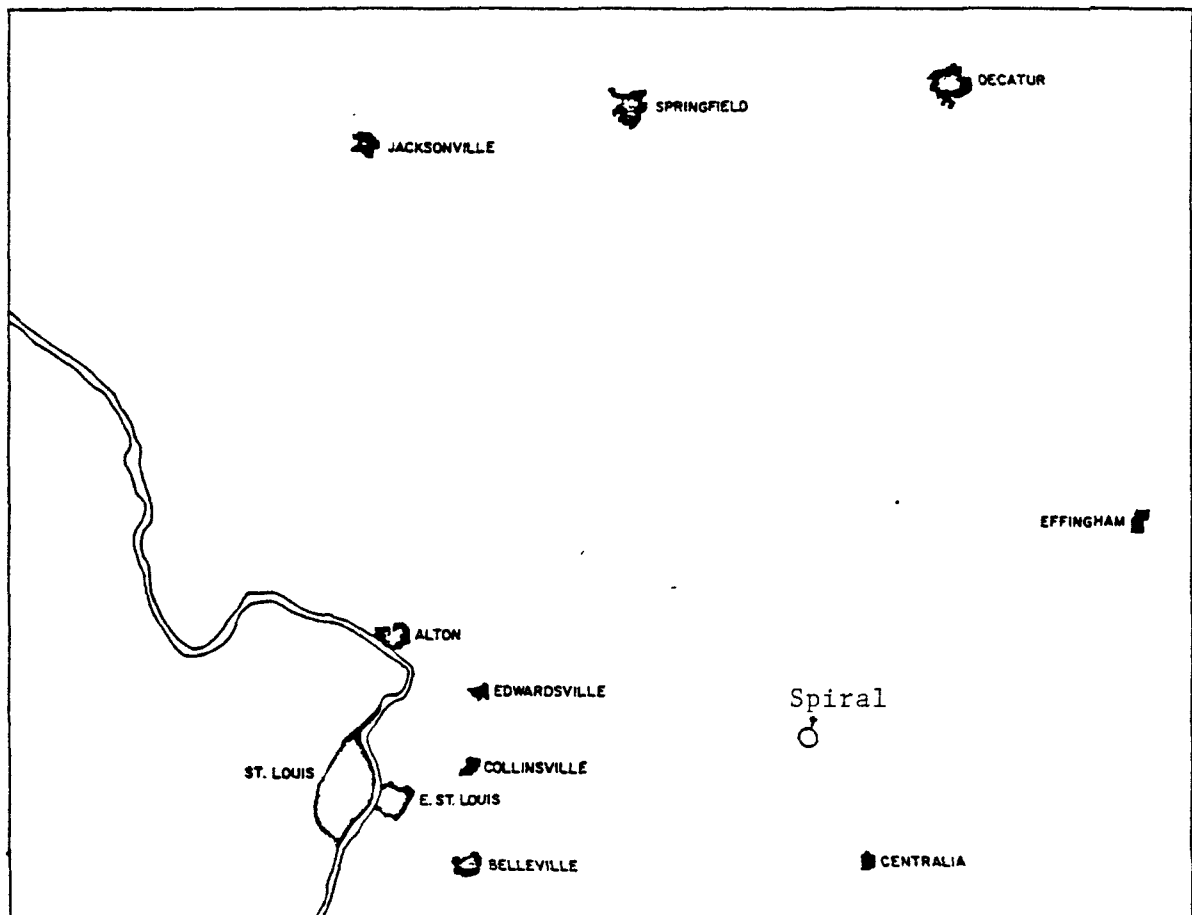 DECATUR
SPRINGFIELD
JACKSONVILLE
EFFINGHAM
ALTON
EDWARDSVILLE
Spiral
ST. LOUIS
COLLINSVILLE
E. ST. LOUIS
BELLEVILLE
CENTRALIA